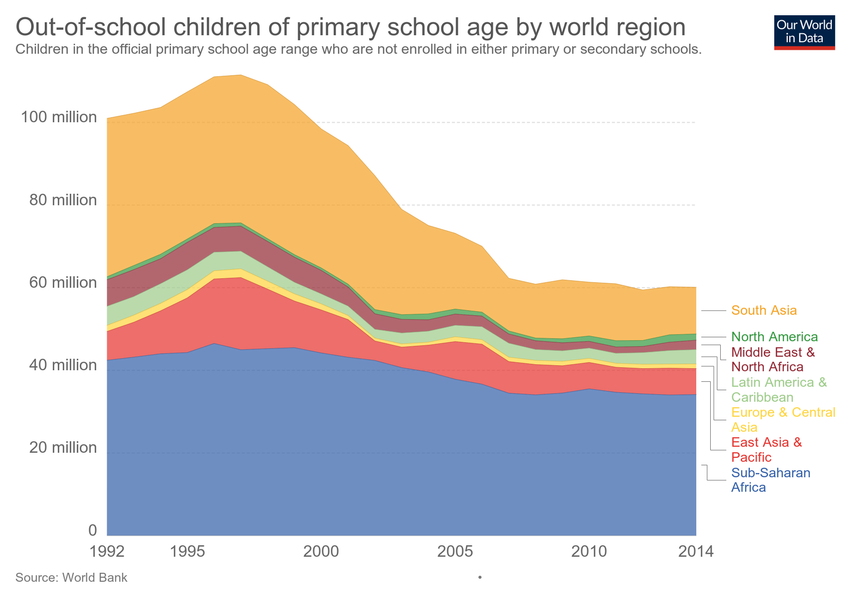 Out-of-school children of primary school age by world region
Children in the official primary school age range who are not enrolled in either primary or secondary schools.
Our World
in Data
100 million
80 million
60 million
40 million
20 million
0
1992
1995
2000
2005
2010
2014
South Asia
North America
Middle East &
North Africa
Latin America &
Caribbean
Europe & Central
Asia
East Asia &
Pacific
Sub-Saharan
Africa
Source: World Bank